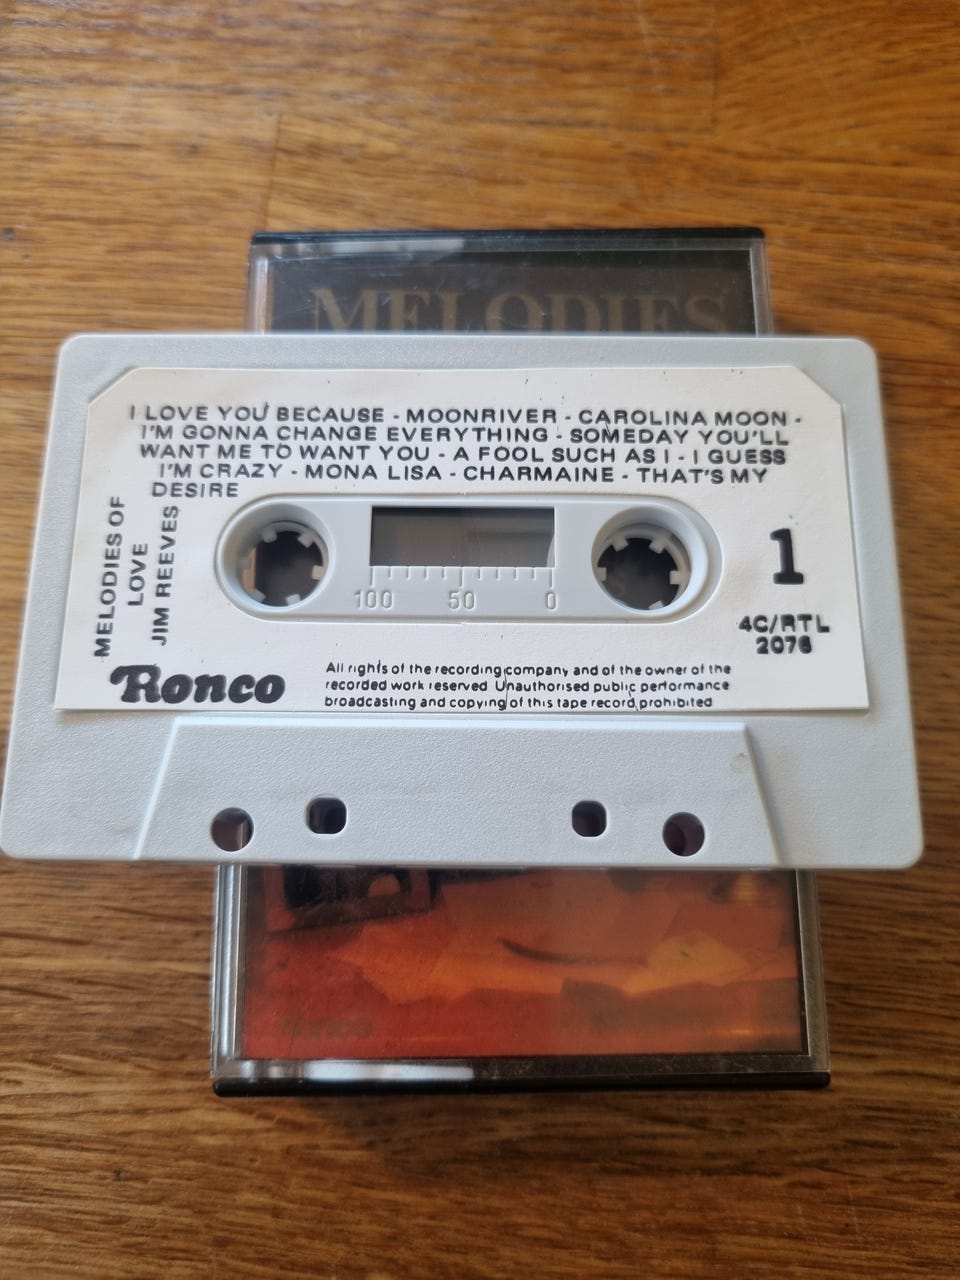 MELODIES
I LOVE YOU BECAUSE - MOONRIVER - CAROLINA MOON -
I'M GONNA CHANGE EVERYTHING - SOMEDAY YOU'LL
WANT ME TO WANT YOU - A FOOL SUCH AS I - I GUESS
I'M CRAZY - MONA LISA - CHARMAINE - THAT'S MY
DESIRE
MELODIES OF
LOVE
JIM REEVES
100 50 0
1
4C/RTL
2076
Ronco
All rights of the recording company and of the owner of the
recorded work reserved Unauthorised public performance
broadcasting and copying of this tape record prohibited
Ronco